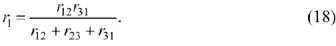 r₁ = r₁₂r₃₁ / (r₁₂ + r₂₃ + r₃₁). (18)